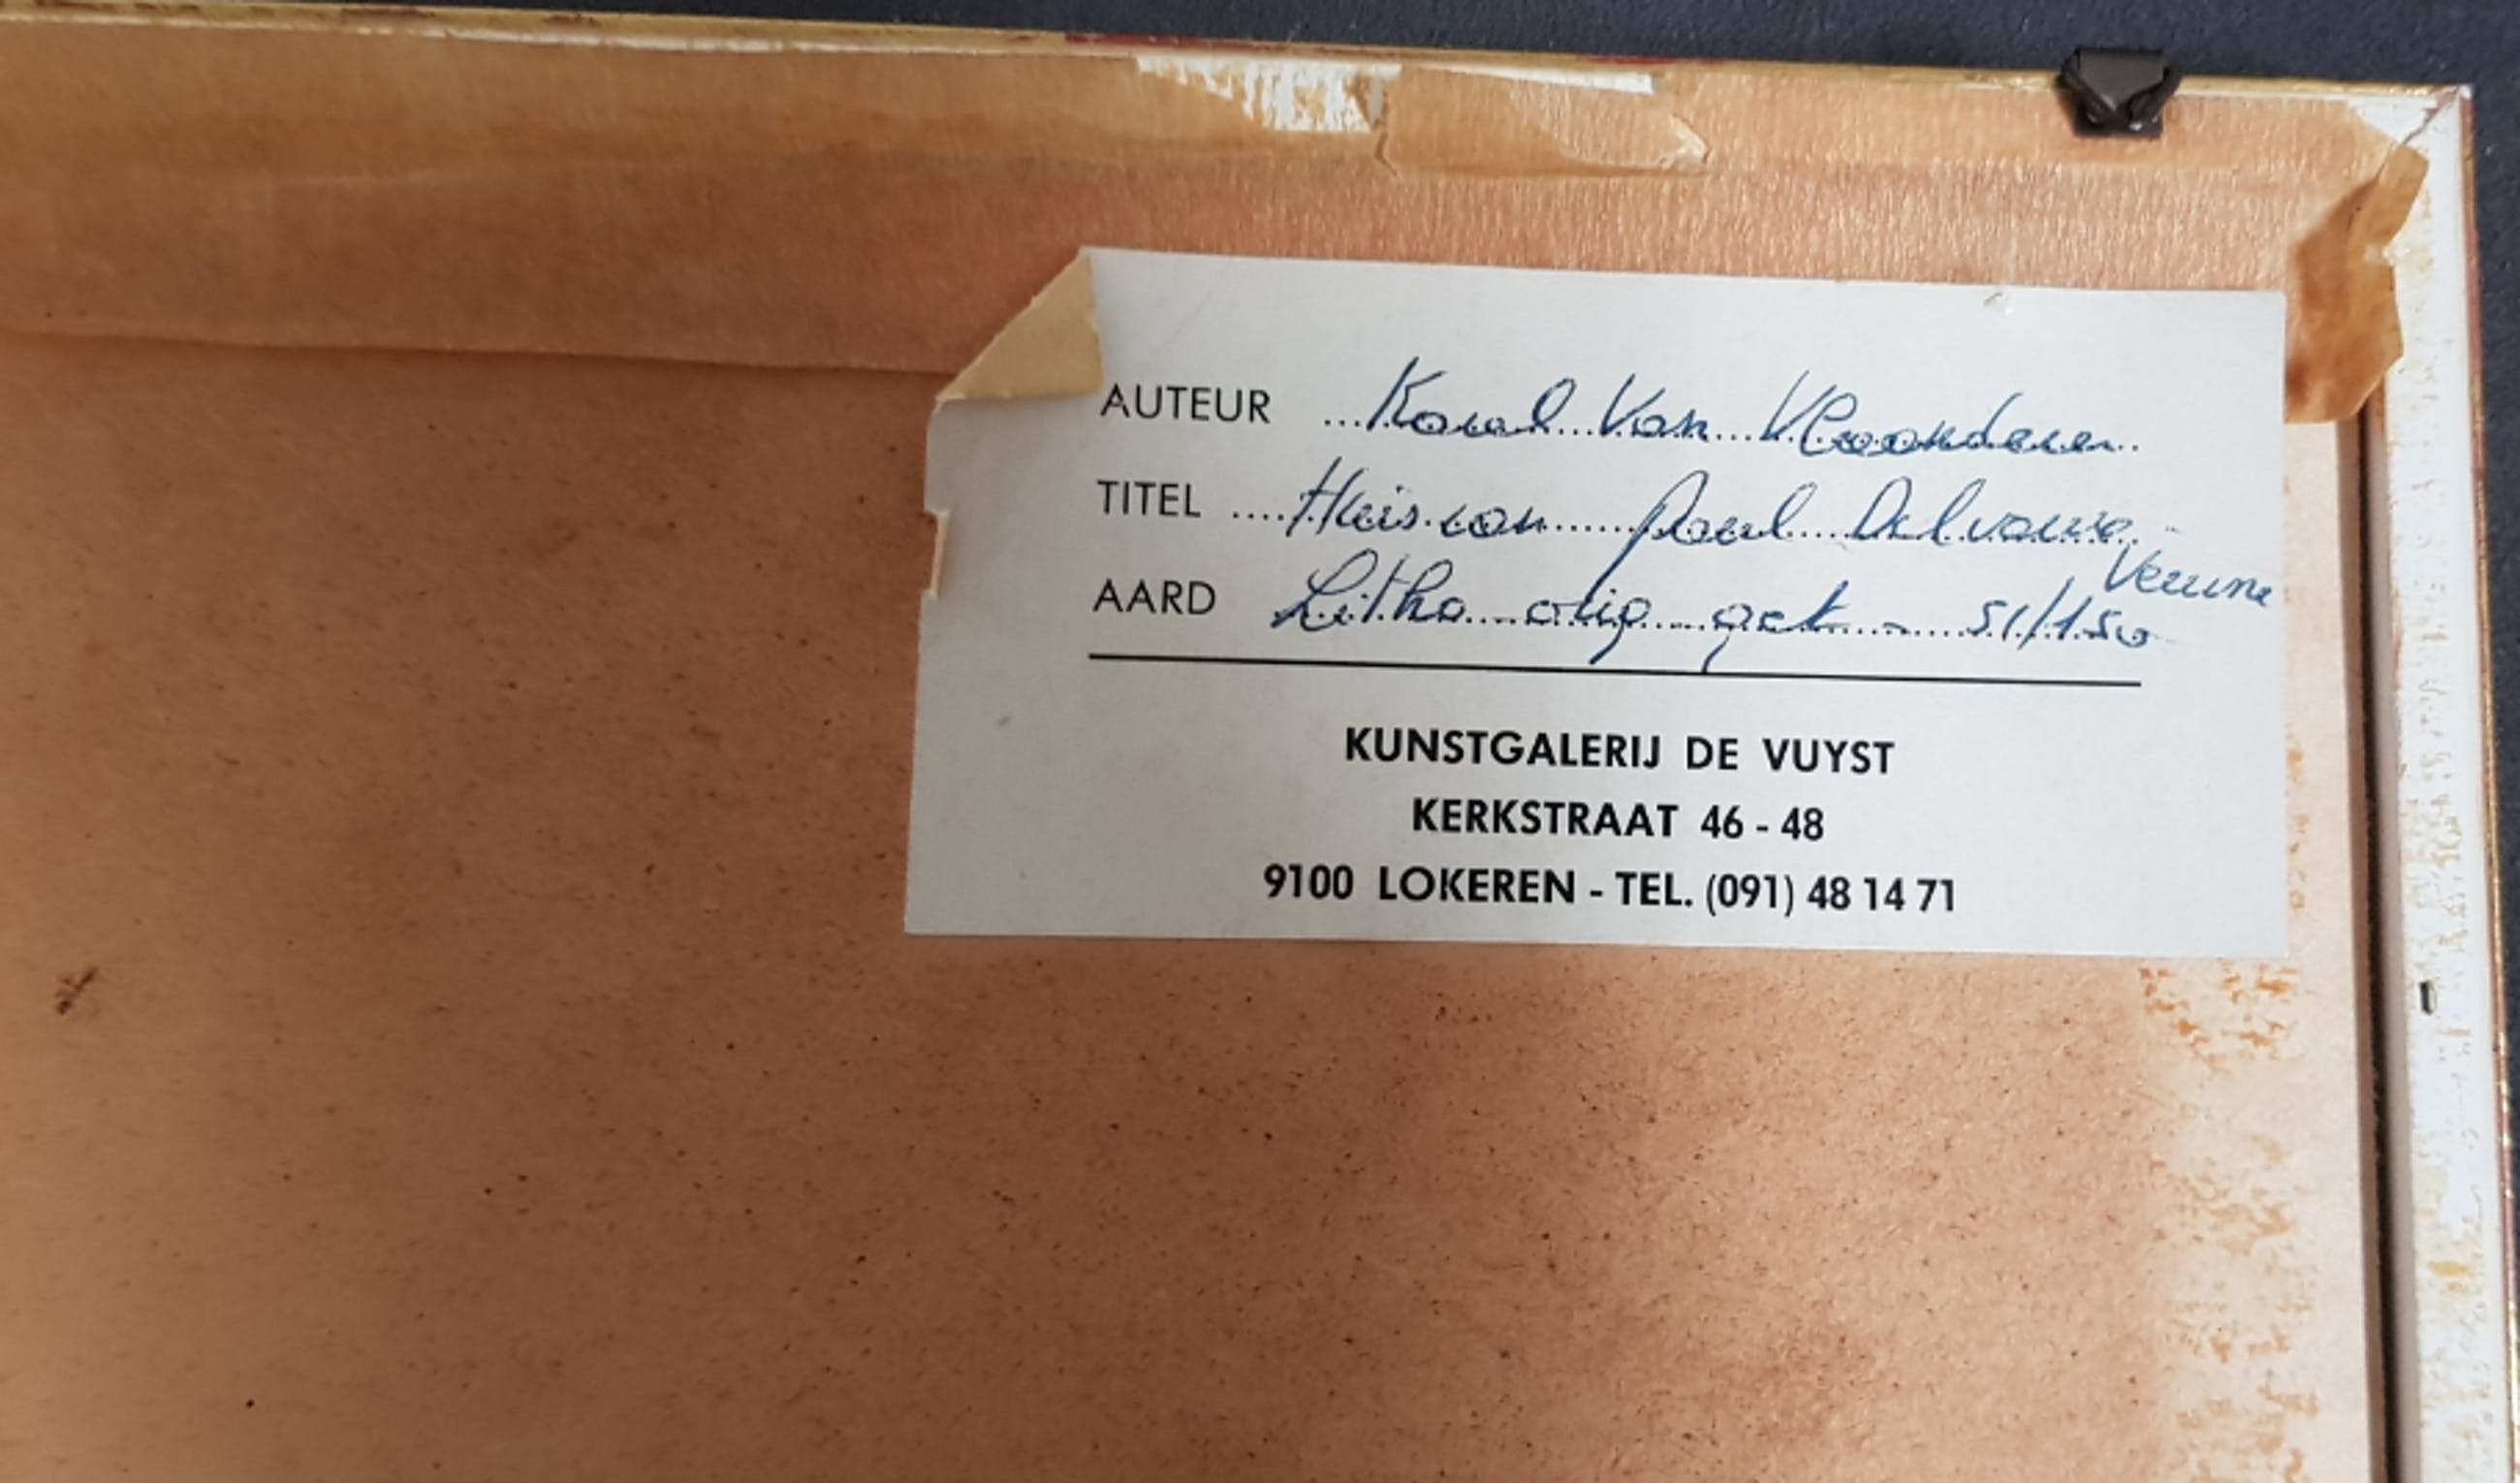 AUTEUR ... Karel Van Vlaanderen
TITEL .... Huis van Paul Delvaux
Veurne
AARD Litho orig get - 51/150
KUNSTGALERIJ DE VUYST
KERKSTRAAT 46 - 48
9100 LOKEREN - TEL. (091) 48 14 71